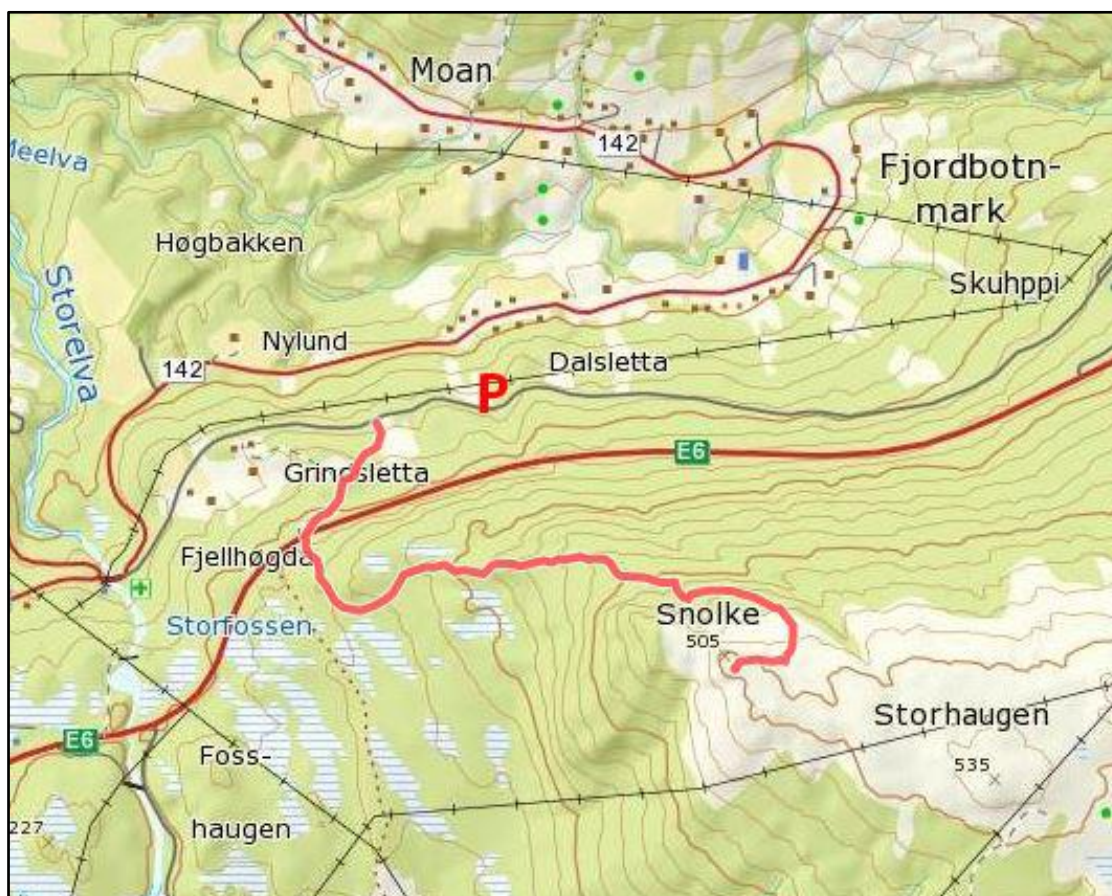 Moan
142
Fjordbotn-
mark
Meelva
Høgbakken
Skuhppi
Storelva
Nylund
142
Dalsletta
P
E6
Gringsletta
Fjellhøgda
Snolke
505
Storfossen
Storhaugen
E6
Foss-
535
haugen
227